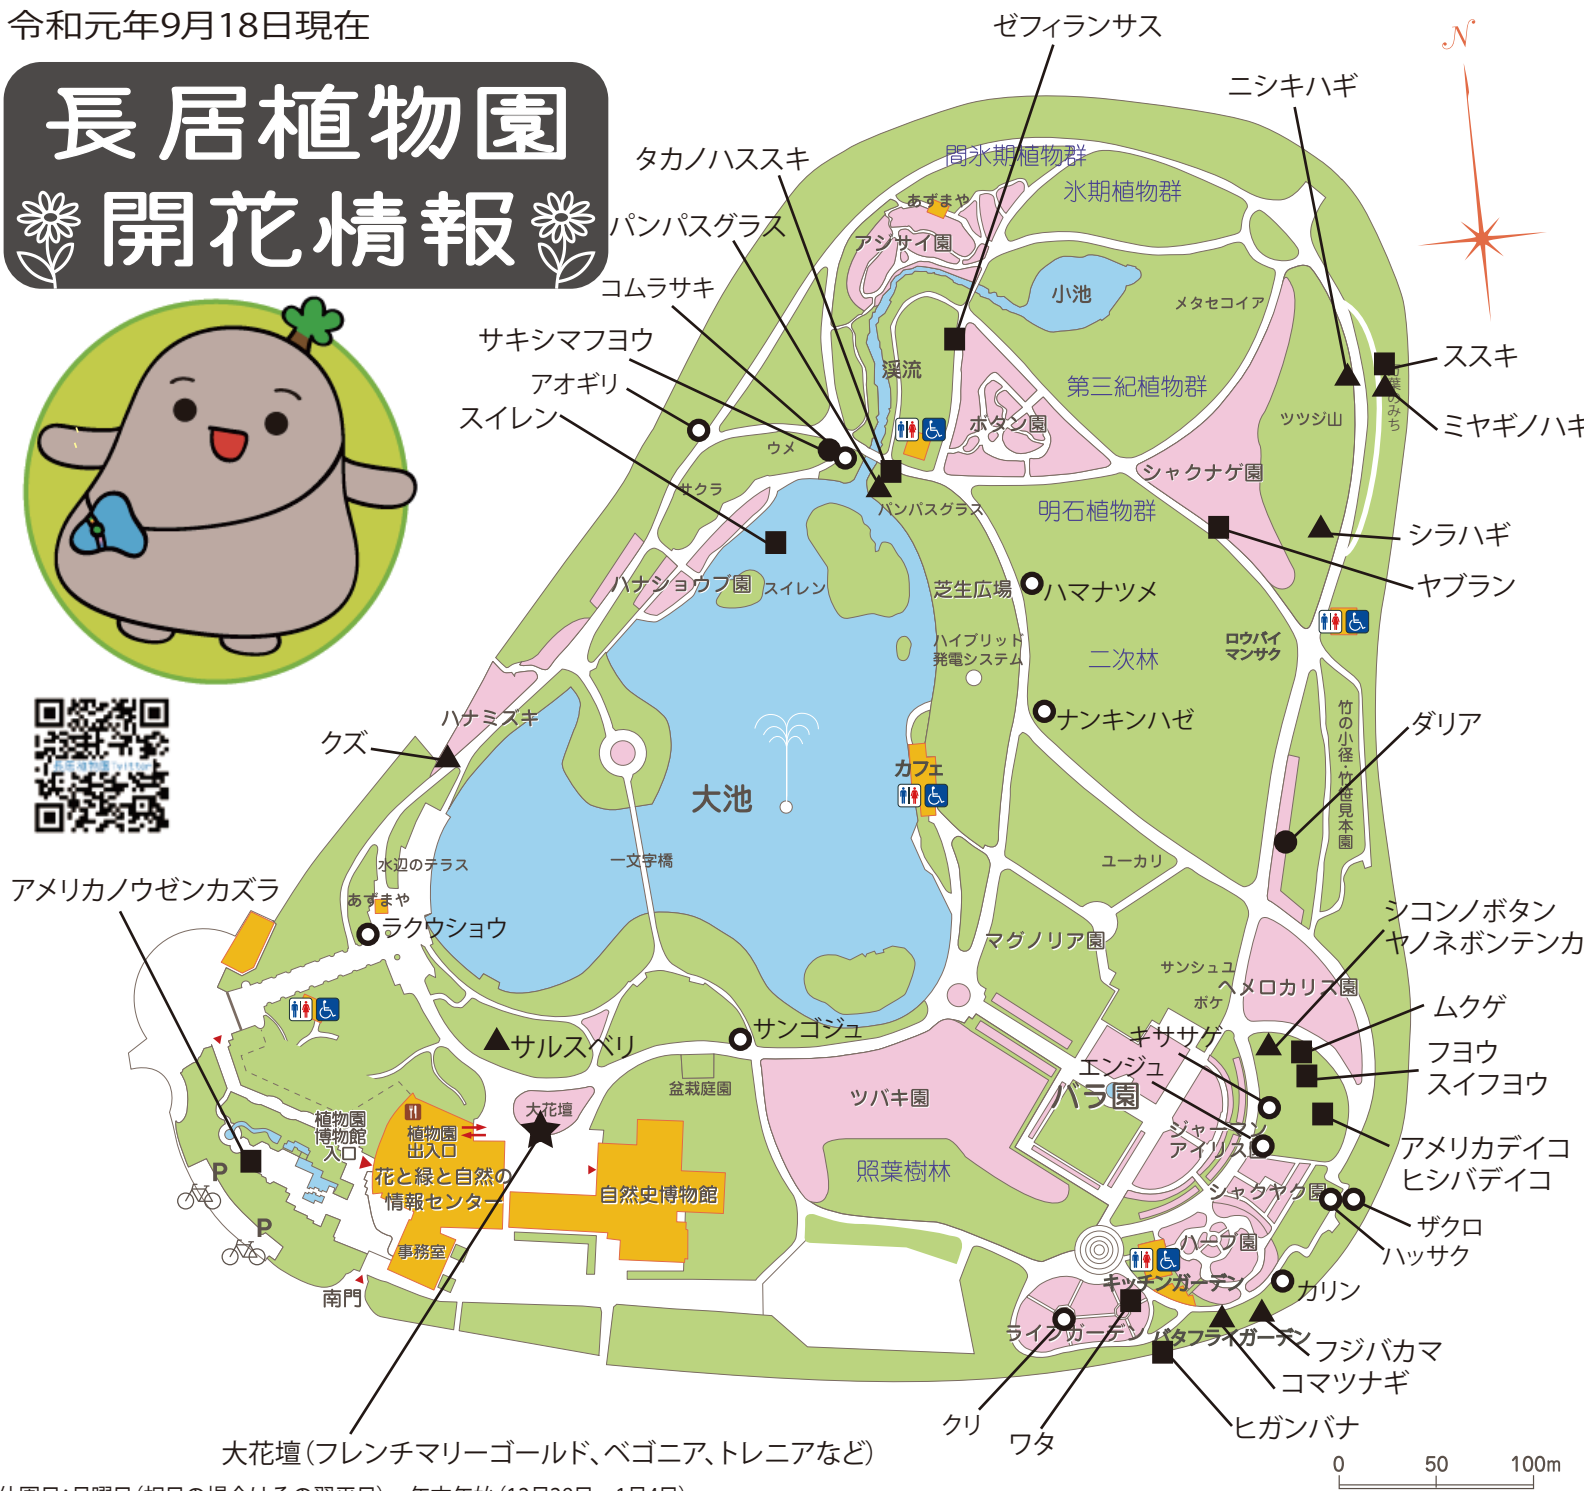 令和元年9月18日現在
長居植物園
開花情報
ゼフィランサス
ニシキハギ
タカノハススキ
パンパスグラス
コムラサキ
サキシマフヨウ
アオギリ
スイレン
間氷期植物群
氷期植物群
あずまや
アジサイ園
小池
メタセコイア
渓流
第三紀植物群
ボタン園
ツツジ山
ススキ
ミヤギノハギ
ウメ
サクラ
シャクナゲ園
パンパスグラス
明石植物群
シラハギ
ヤブラン
ハナショウブ園
スイレン
芝生広場
ハマナツメ
ハイブリッド
発電システム
二次林
ロウバイ
マンサク
ハナミズキ
ナンキンハゼ
クズ
竹の小径・竹笹見本園
ダリア
カフェ
大池
一文字橋
水辺のテラス
あずまや
ラクウショウ
アメリカノウゼンカズラ
ユーカリ
マグノリア園
サンシュユ
ボケ
ヘメロカリス園
シコンノボタン
ヤノネボンテンカ
ムクゲ
フヨウ
スイフヨウ
キササゲ
エンジュ
バラ園
サルスベリ
サンゴジュ
盆栽庭園
ツバキ園
照葉樹林
大花壇
植物園
博物館
入口
植物園
出入口
花と緑と自然の
情報センター
自然史博物館
事務室
南門
P
P
ジャーマン
アイリス園
アメリカデイコ
ヒシバデイコ
シャクヤク園
ザクロ
ハッサク
ハーブ園
キッチンガーデン
カリン
ライフガーデン
バタフライガーデン
フジバカマ
コマツナギ
ヒガンバナ
クリ
ワタ
大花壇（フレンチマリーゴールド、ベゴニア、トレニアなど）
N
0 50 100m